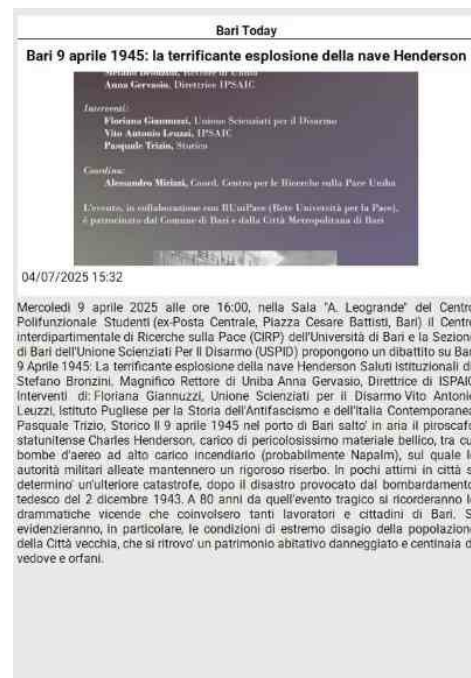 Bari Today
Bari 9 aprile 1945: la terrificante esplosione della nave Henderson
Stefano Bronzini, Rettore di Uniba
Anna Gervasio, Direttrice IPSAIC
Interventi:
Floriana Giannuzzi, Unione Scienziati per il Disarmo
Vito Antonio Leuzzi, IPSAIC
Pasquale Trizio, Storico
Coordina:
Alessandro Mirizzi, Coord. Centro per le Ricerche sulla Pace Uniba
L'evento, in collaborazione con RUniPace (Rete Università per la Pace),
è patrocinato dal Comune di Bari e dalla Città Metropolitana di Bari
04/07/2025 15:32
Mercoledì 9 aprile 2025 alle ore 16:00, nella Sala "A. Leogrande" del Centro
Polifunzionale Studenti (ex-Posta Centrale, Piazza Cesare Battisti, Bari) il Centro
interdipartimentale di Ricerche sulla Pace (CIRP) dell'Università di Bari e la Sezione
di Bari dell'Unione Scienziati Per Il Disarmo (USPID) propongono un dibattito su Bari
9 Aprile 1945: La terrificante esplosione della nave Henderson Saluti Istituzionali di:
Stefano Bronzini, Magnifico Rettore di Uniba Anna Gervasio, Direttrice di ISPAIC
Interventi di: Floriana Giannuzzi, Unione Scienziati per il Disarmo Vito Antonio
Leuzzi, Istituto Pugliese per la Storia dell'Antifascismo e dell'Italia Contemporanea
Pasquale Trizio, Storico Il 9 aprile 1945 nel porto di Bari salto' in aria il piroscafo
statunitense Charles Henderson, carico di pericolosissimo materiale bellico, tra cui
bombe d'aereo ad alto carico incendiario (probabilmente Napalm), sul quale le
autorità militari alleate mantennero un rigoroso riserbo. In pochi attimi in città si
determino' un'ulteriore catastrofe, dopo il disastro provocato dal bombardamento
tedesco del 2 dicembre 1943. A 80 anni da quell'evento tragico si ricorderanno le
drammatiche vicende che coinvolsero tanti lavoratori e cittadini di Bari. Si
evidenzieranno, in particolare, le condizioni di estremo disagio della popolazione
della Città vecchia, che si ritrovo' un patrimonio abitativo danneggiato e centinaia di
vedove e orfani.